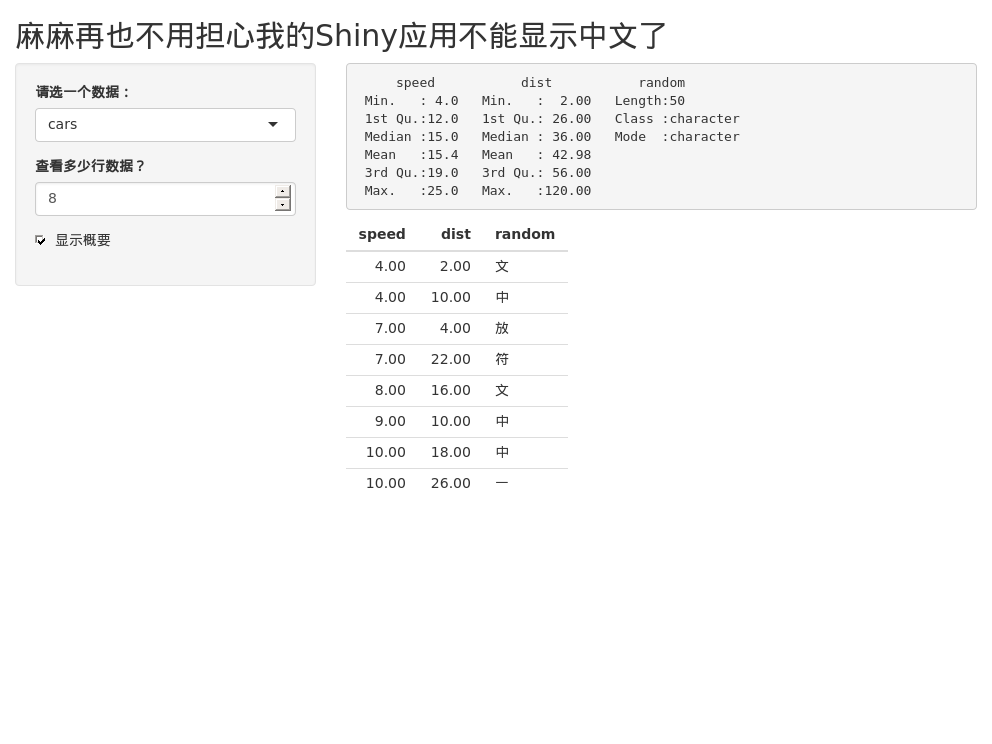 麻麻再也不用担心我的Shiny应用不能显示中文了
请选一个数据：
cars
查看多少行数据？
8
显示概要
speed dist random
Min. : 4.0 Min. : 2.00 Length:50
1st Qu.:12.0 1st Qu.: 26.00 Class :character
Median :15.0 Median : 36.00 Mode :character
Mean :15.4 Mean : 42.98
3rd Qu.:19.0 3rd Qu.: 56.00
Max. :25.0 Max. :120.00
speed dist random
4.00 2.00 文
4.00 10.00 中
7.00 4.00 放
7.00 22.00 符
8.00 16.00 文
9.00 10.00 中
10.00 18.00 中
10.00 26.00 一